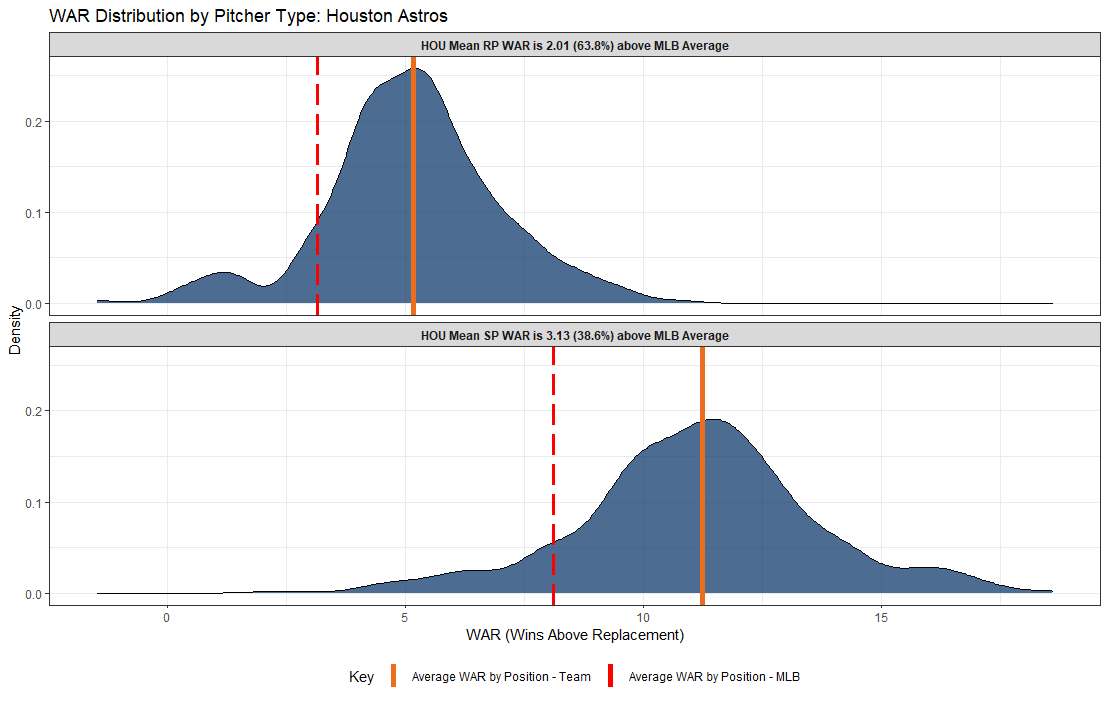 WAR Distribution by Pitcher Type: Houston Astros
HOU Mean RP WAR is 2.01 (63.8%) above MLB Average
0.2
0.1
0.0
HOU Mean SP WAR is 3.13 (38.6%) above MLB Average
0.2
0.1
0.0
Density
0 5 10 15
WAR (Wins Above Replacement)
Key Average WAR by Position - Team Average WAR by Position - MLB